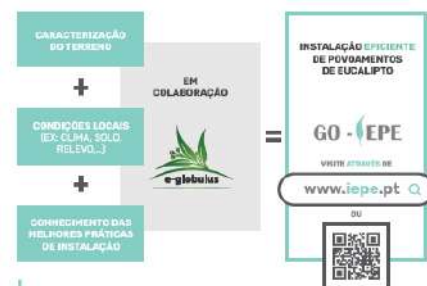 CARACTERIZAÇÃO
DO TERRENO
+
CONDIÇÕES LOCAIS
(EX: CLIMA, SOLO,
RELEVO,...)
+
CONHECIMENTO DAS
MELHORES PRÁTICAS
DE INSTALAÇÃO
EM
COLABORAÇÃO
e-globulus
=
INSTALAÇÃO EFICIENTE
DE POVOAMENTOS
DE EUCALIPTO
GO - IEPE
VISITE ATRAVÉS DE
www.iepe.pt
OU